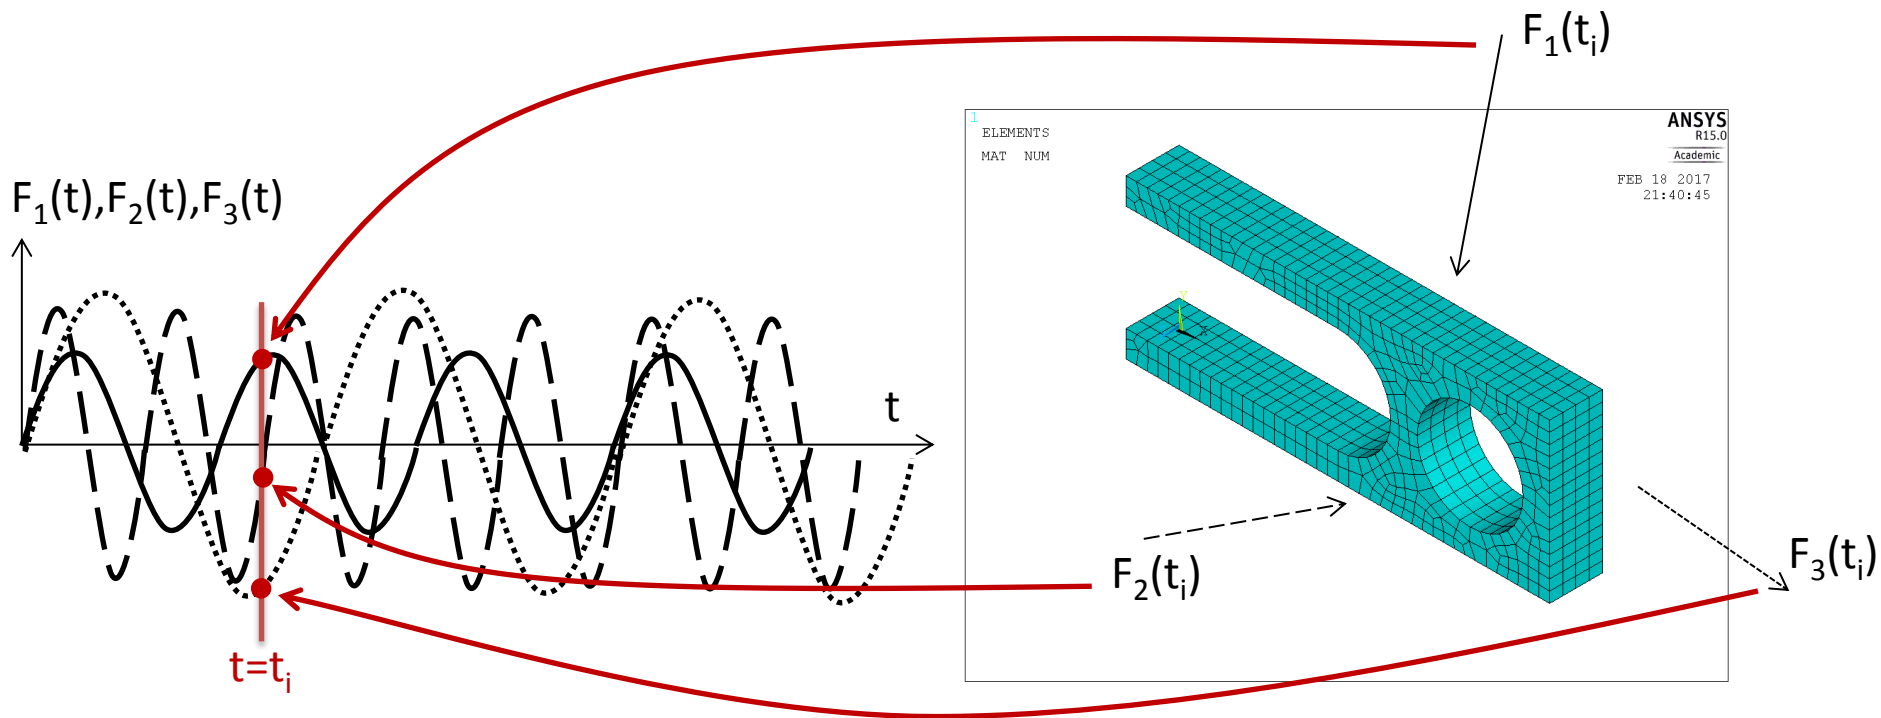 F₁(t),F₂(t),F₃(t)
t
t=tᵢ
F₁(tᵢ)
F₂(tᵢ)
F₃(tᵢ)
1
ELEMENTS
MAT NUM
ANSYS
R15.0
Academic
FEB 18 2017
21:40:45
Y
X